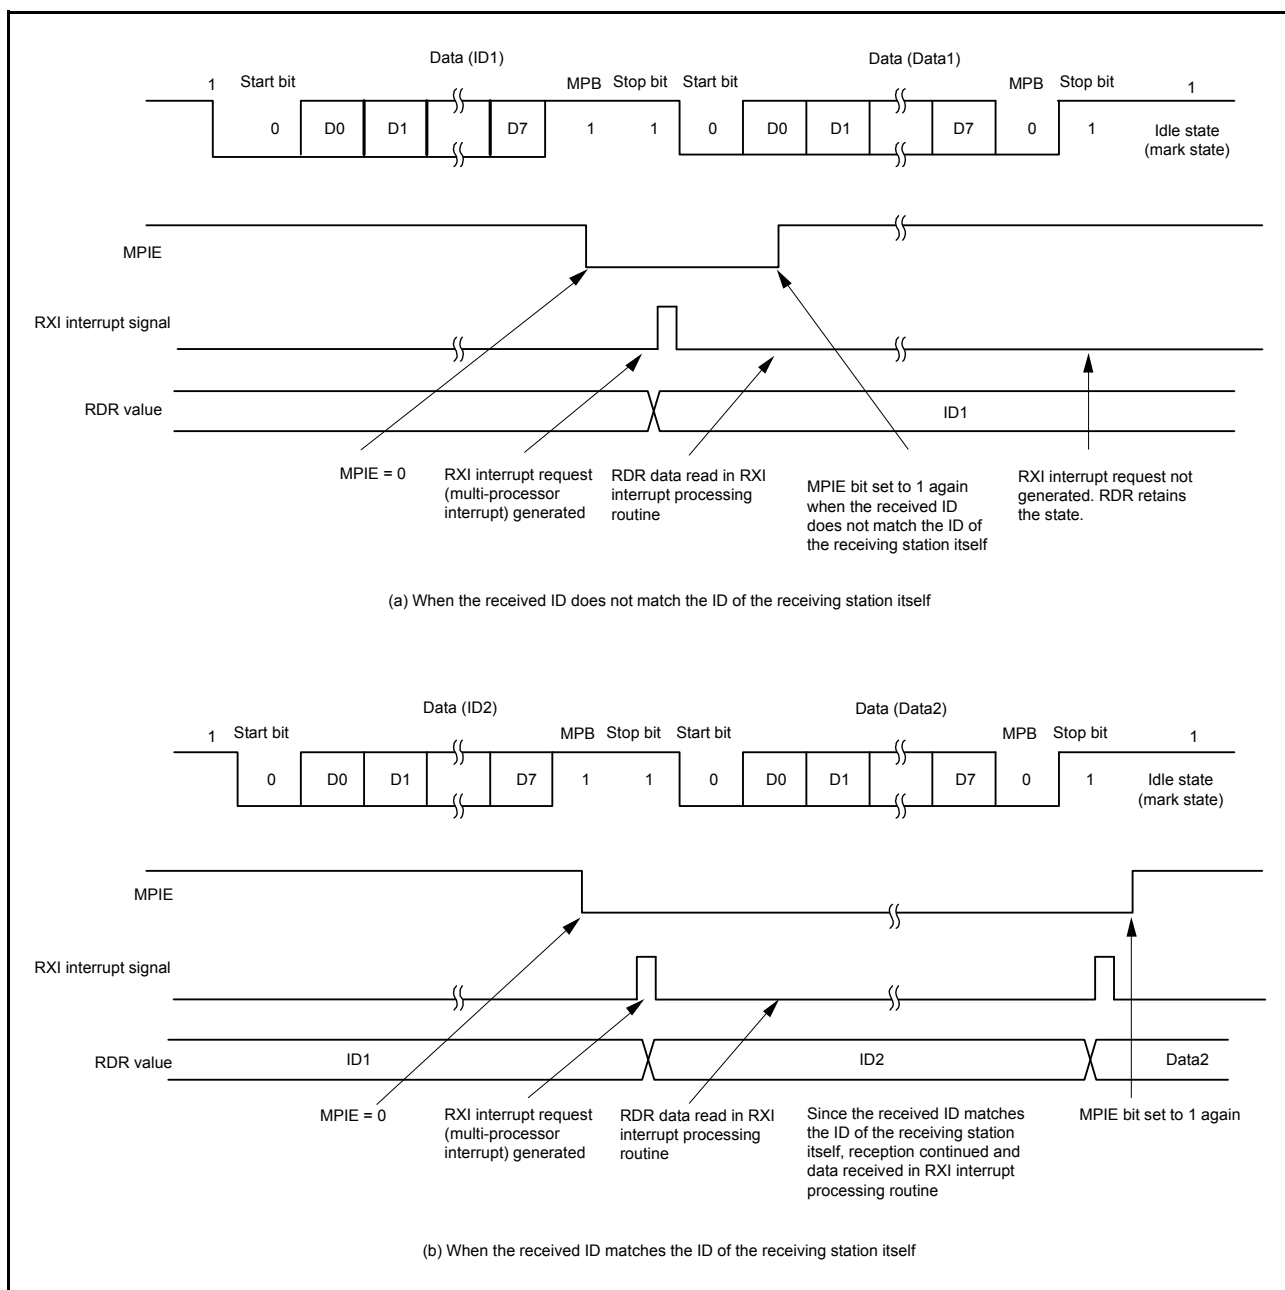 Data (ID1) Data (Data1)
1 Start bit MPB Stop bit Start bit MPB Stop bit 1
0 D0 D1 D7 1 1 0 D0 D1 D7 0 1 Idle state
(mark state)
MPIE
RXI interrupt signal
RDR value ID1
MPIE = 0
RXI interrupt request
(multi-processor
interrupt) generated
RDR data read in RXI
interrupt processing
routine
MPIE bit set to 1 again
when the received ID
does not match the ID of
the receiving station itself
RXI interrupt request not
generated. RDR retains
the state.
(a) When the received ID does not match the ID of the receiving station itself
Data (ID2) Data (Data2)
1 Start bit MPB Stop bit Start bit MPB Stop bit 1
0 D0 D1 D7 1 1 0 D0 D1 D7 0 1 Idle state
(mark state)
MPIE
RXI interrupt signal
RDR value ID1 ID2 Data2
MPIE = 0
RXI interrupt request
(multi-processor
interrupt) generated
RDR data read in RXI
interrupt processing
routine
Since the received ID matches
the ID of the receiving station
itself, reception continued and
data received in RXI interrupt
processing routine
MPIE bit set to 1 again
(b) When the received ID matches the ID of the receiving station itself